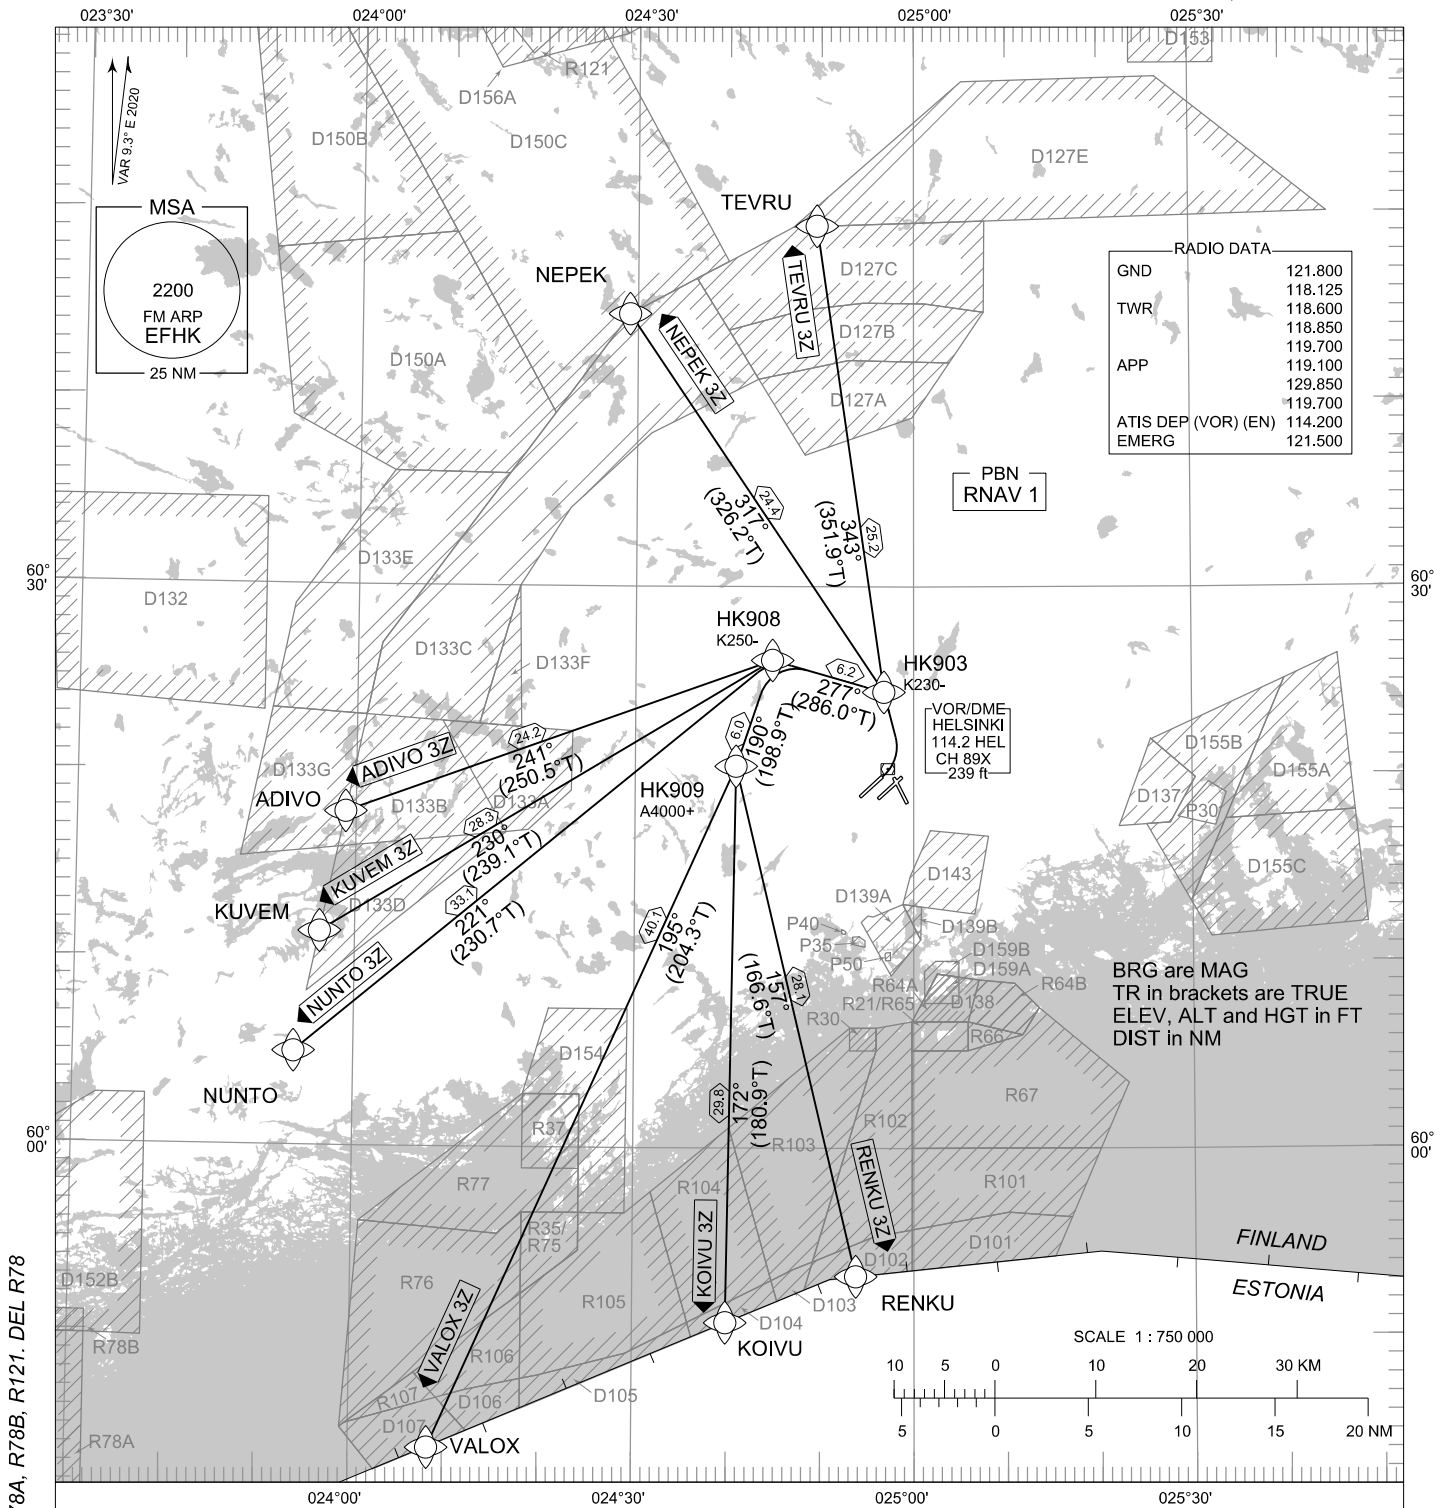 023°30'
024°00'
024°30'
025°00'
025°30'
VAR 9.3° E 2020
MSA
2200
FM ARP
EFHK
25 NM
D153
R121
D156A
D150B
D150C
D127E
TEVRU
NEPEK
D150A
TEVRU 3Z
NEPEK 3Z
D127C
D127B
D127A
RADIO DATA
GND 121.800
118.125
TWR 118.600
118.850
119.700
APP 119.100
129.850
119.700
ATIS DEP (VOR) (EN) 114.200
EMERG 121.500
PBN
RNAV 1
24.4
317°
(326.2°T)
25.2
343°
(351.9°T)
60°
30'
60°
30'
D133E
D132
D133C
D133F
HK908
K250-
6.2
277°
(286.0°T)
HK903
K230-
VOR/DME
HELSINKI
114.2 HEL
CH 89X
239 ft
6.0
190°
(198.9°T)
HK909
A4000+
24.2
241°
(250.5°T)
ADIVO 3Z
D133G
ADIVO
D133B
D133A
28.3
230°
(239.1°T)
KUVEM 3Z
KUVEM
D133D
33.1
221°
(230.7°T)
NUNTO 3Z
NUNTO
D155B
D155A
D137
P30
D155C
D143
D139A
D139B
P40
P35
P50
D159B
D159A
R64A
R64B
R21/R65
D138
R30
R66
BRG are MAG
TR in brackets are TRUE
ELEV, ALT and HGT in FT
DIST in NM
40.1
195°
(204.3°T)
28.1
157°
(166.6°T)
29.8
172°
(180.9°T)
D154
R37
R67
R102
R103
60°
00'
60°
00'
R77
R104
R101
R35/
R75
RENKU 3Z
KOIVU 3Z
D102
D101
FINLAND
ESTONIA
D152B
R76
R105
D103
RENKU
D104
KOIVU
R78B
VALOX 3Z
R106
R107
D106
D105
D107
VALOX
R78A
SCALE 1 : 750 000
10 5 0 10 20 30 KM
5 0 5 10 15 20 NM
024°00'
024°30'
025°00'
025°30'
78A, R78B, R121. DEL R78